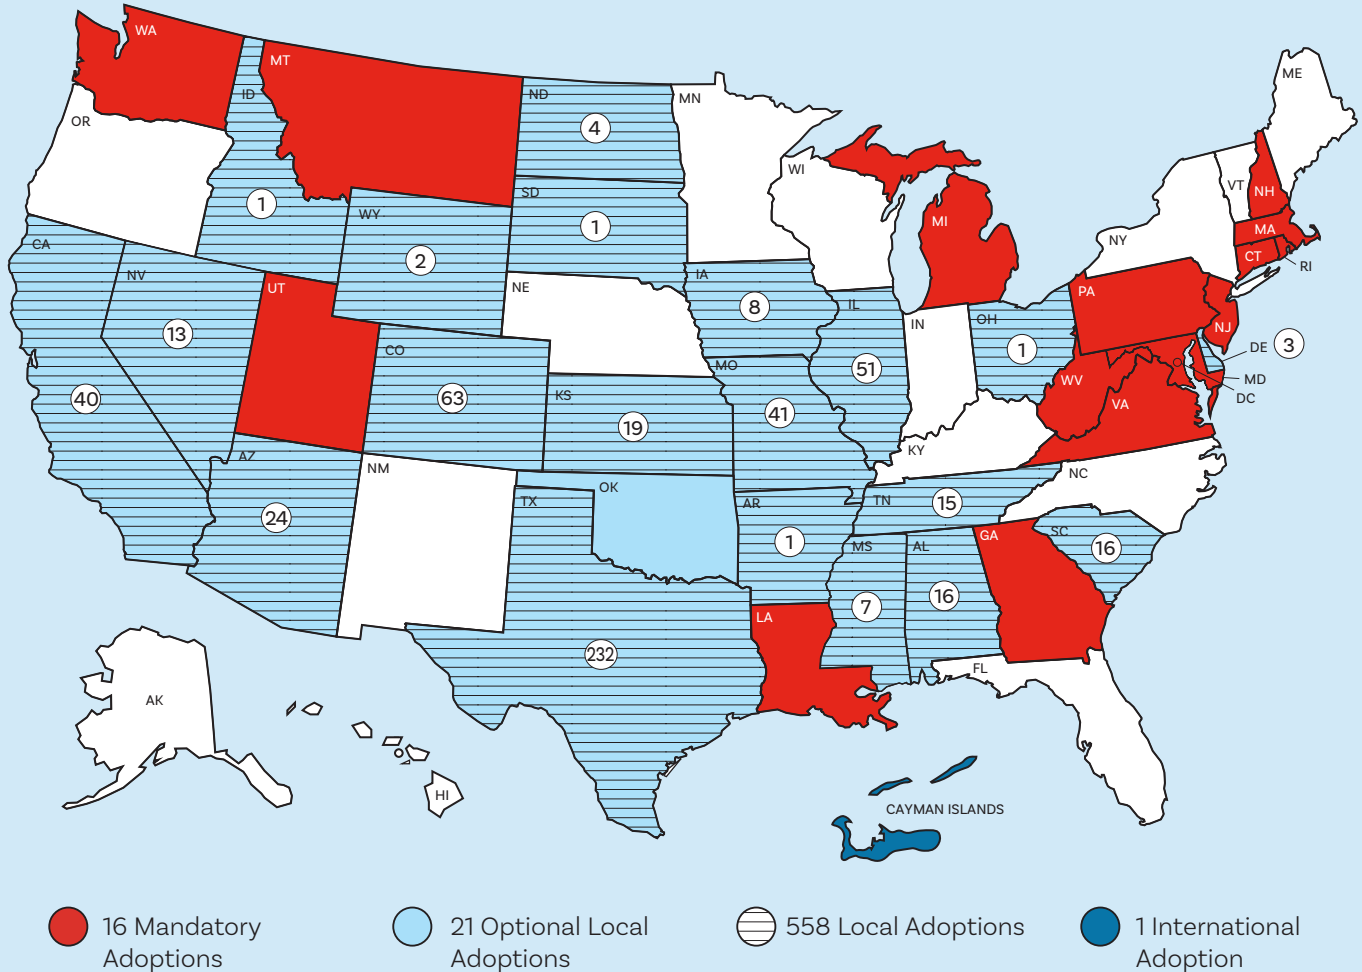 WA
MT
ME
ID
ND
MN
OR
4
WI
VT
NH
SD
1
WY
1
MI
MA
NY
CA
CT
RI
2
NV
IA
UT
NE
PA
8
IL
IN
OH
NJ
13
CO
1
DE
3
MO
51
WV
MD
40
63
KS
41
VA
DC
19
AZ
KY
NM
NC
OK
TX
AR
TN
15
24
GA
SC
1
MS
AL
16
7
16
LA
232
FL
AK
HI
CAYMAN ISLANDS
16 Mandatory
Adoptions
21 Optional Local
Adoptions
558 Local Adoptions
1 International
Adoption